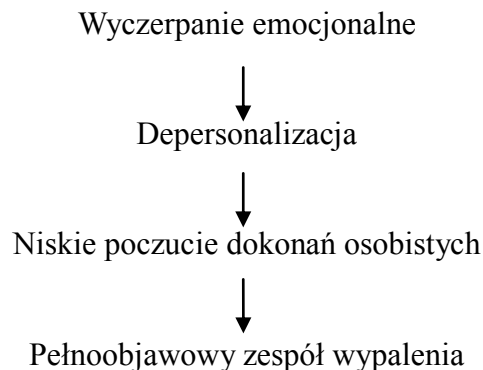 Wyczerpanie emocjonalne
Depersonalizacja
Niskie poczucie dokonań osobistych
Pełnoobjawowy zespół wypalenia